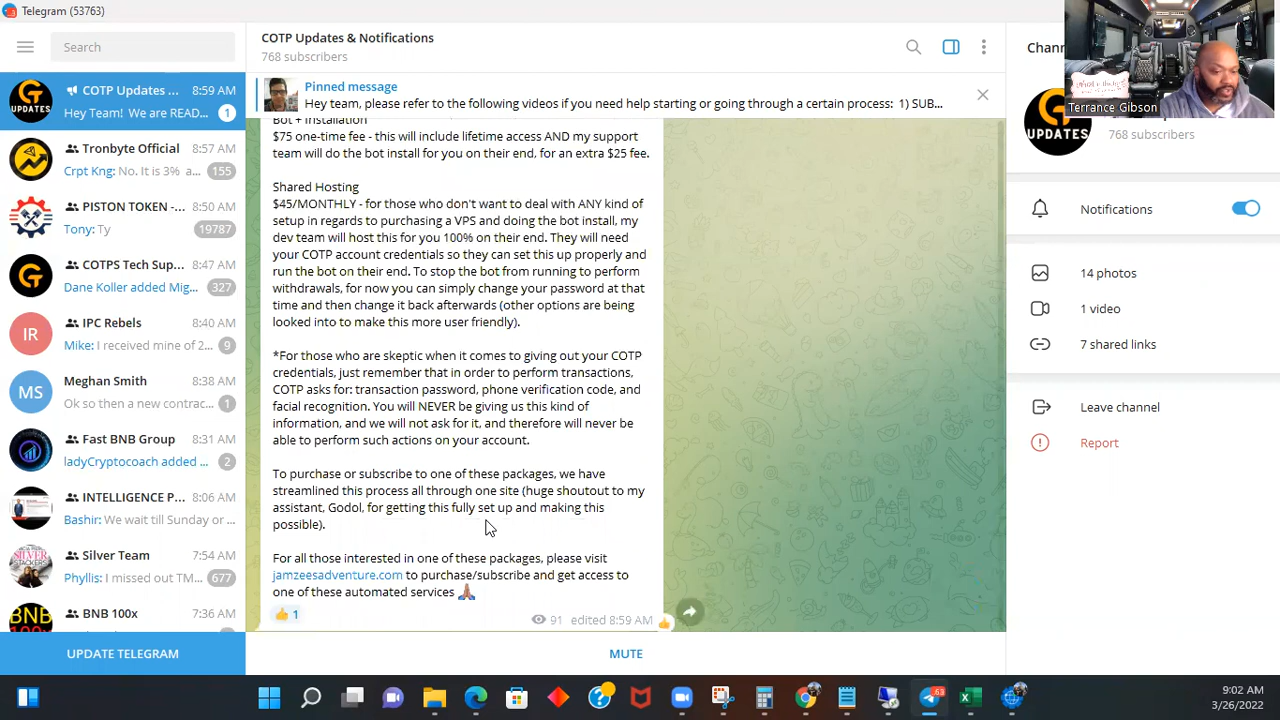 Telegram (53763)
Search
COTP Updates ...
8:59 AM
Hey Team! We are READ...
1
Tronbyte Official
8:57 AM
Crpt Kng: No. It is 3% a...
155
PISTON TOKEN -...
8:50 AM
Tony: Ty
19787
COTPS Tech Sup...
8:47 AM
Dane Koller added Mig...
327
IR
IPC Rebels
8:40 AM
Mike: I received mine of 2...
9
MS
Meghan Smith
8:38 AM
Ok so then a new contrac...
1
Fast BNB Group
8:31 AM
ladyCryptocoach added ...
2
INTELLIGENCE P...
8:06 AM
Bashir: We wait till Sunday or ...
Silver Team
7:54 AM
Phyllis: I missed out TM...
677
BNB 100x
7:36 AM
UPDATE TELEGRAM
COTP Updates & Notifications
768 subscribers
Pinned message
Hey team, please refer to the following videos if you need help starting or going through a certain process: 1) SUB...
Bot + Installation
$75 one-time fee - this will include lifetime access AND my support
team will do the bot install for you on their end, for an extra $25 fee.
Shared Hosting
$45/MONTHLY - for those who don't want to deal with ANY kind of
setup in regards to purchasing a VPS and doing the bot install, my
dev team will host this for you 100% on their end. They will need
your COTP account credentials so they can set this up properly and
run the bot on their end. To stop the bot from running to perform
withdrawals, for now you can simply change your password at that
time and then change it back afterwards (other options are being
looked into to make this more user friendly).
*For those who are skeptic when it comes to giving out your COTP
credentials, just remember that in order to perform transactions,
COTP asks for: transaction password, phone verification code, and
facial recognition. You will NEVER be giving us this kind of
information, and we will not ask for it, and therefore will never be
able to perform such actions on your account.
To purchase or subscribe to one of these packages, we have
streamlined this process all through one site (huge shoutout to my
assistant, Godol, for getting this fully set up and making this
possible).
For all those interested in one of these packages, please visit
jamzeesadventure.com to purchase/subscribe and get access to
one of these automated services 🙏🏽
👍 1
91 edited 8:59 AM
MUTE
Chann
UPDATES
768 subscribers
Notifications
14 photos
1 video
7 shared links
Leave channel
Report
Terrance Gibson
9:02 AM
3/26/2022